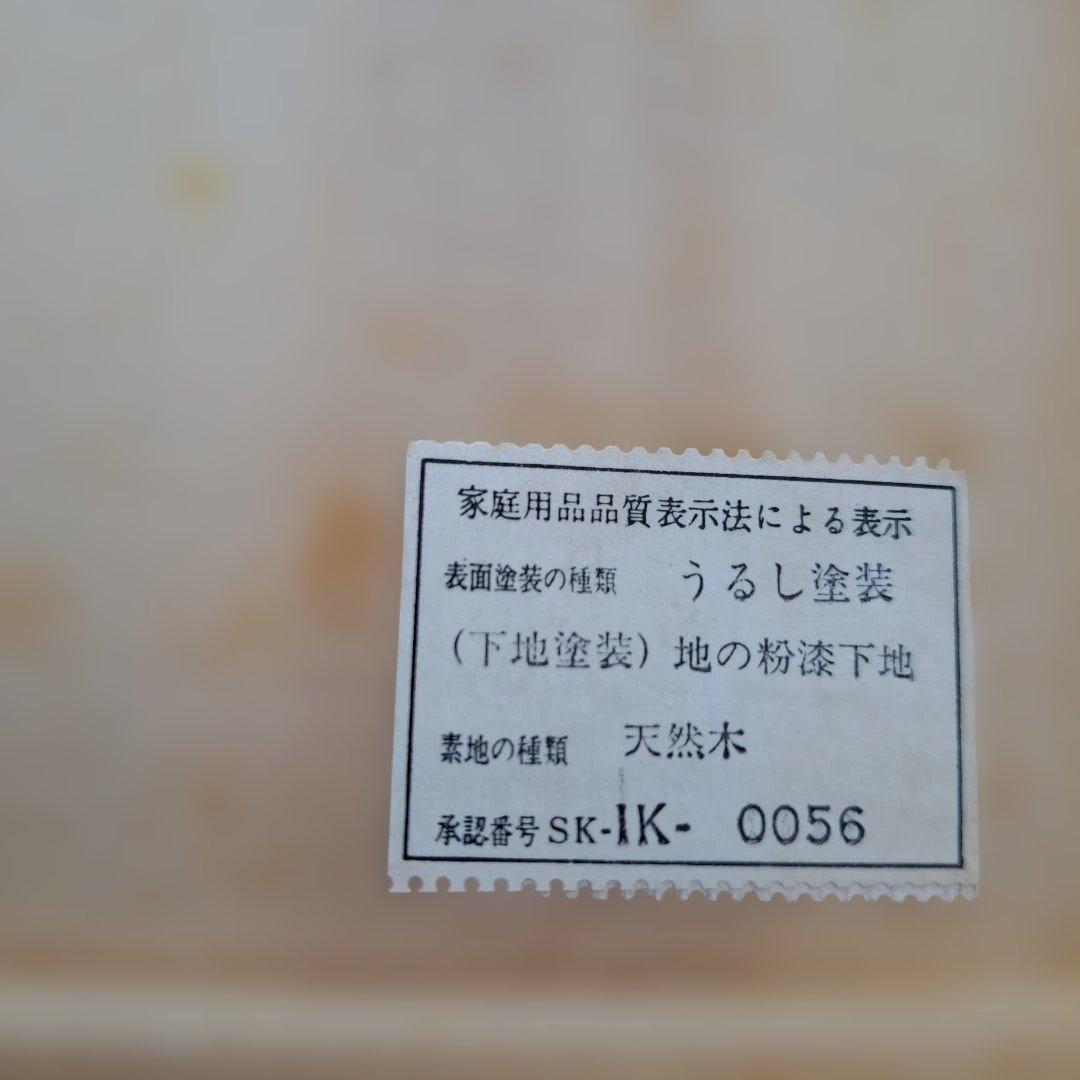 家庭用品品質表示法による表示
表面塗装の種類 うるし塗装
(下地塗装) 地の粉漆下地
素地の種類 天然木
承認番号 SK-IK- 0056